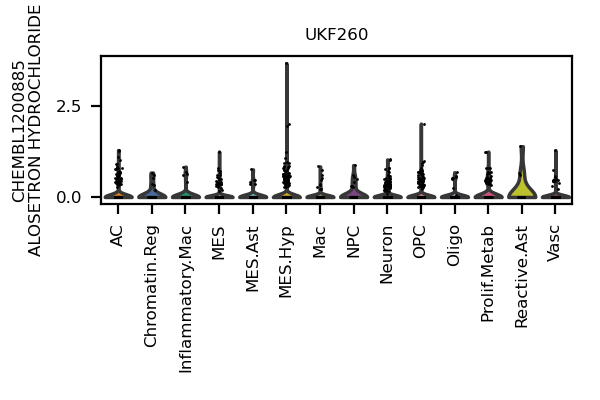 UKF260
CHEMBL1200885
ALOSETRON HYDROCHLORIDE
2.5
0.0
AC
Chromatin.Reg
Inflammatory.Mac
MES
MES.Ast
MES.Hyp
Mac
NPC
Neuron
OPC
Oligo
Prolif.Metab
Reactive.Ast
Vasc